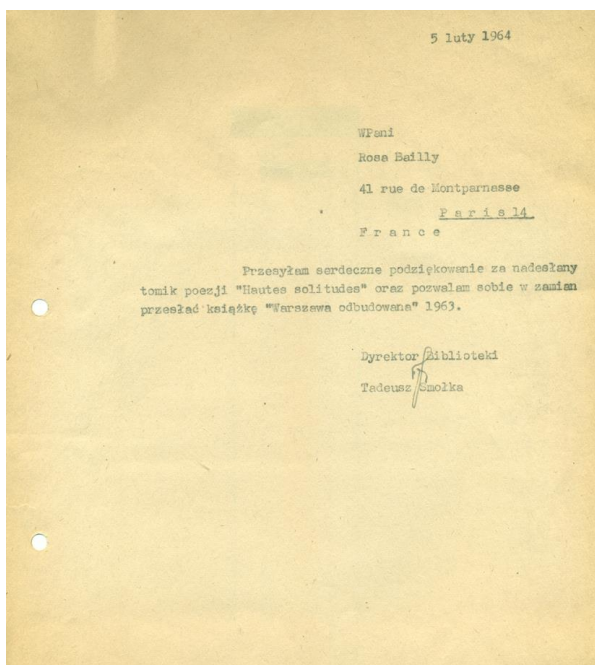 5 luty 1964
WPani
Rosa Bailly
41 rue de Montparnasse
P a r i s 14
F r a n c e
Przesyłam serdeczne podziękowanie za nadesłany
tomik poezji "Hautes solitudes" oraz pozwalam sobie w zamian
przesłać książkę "Warszawa odbudowana" 1963.
Dyrektor Biblioteki
Tadeusz Smołka